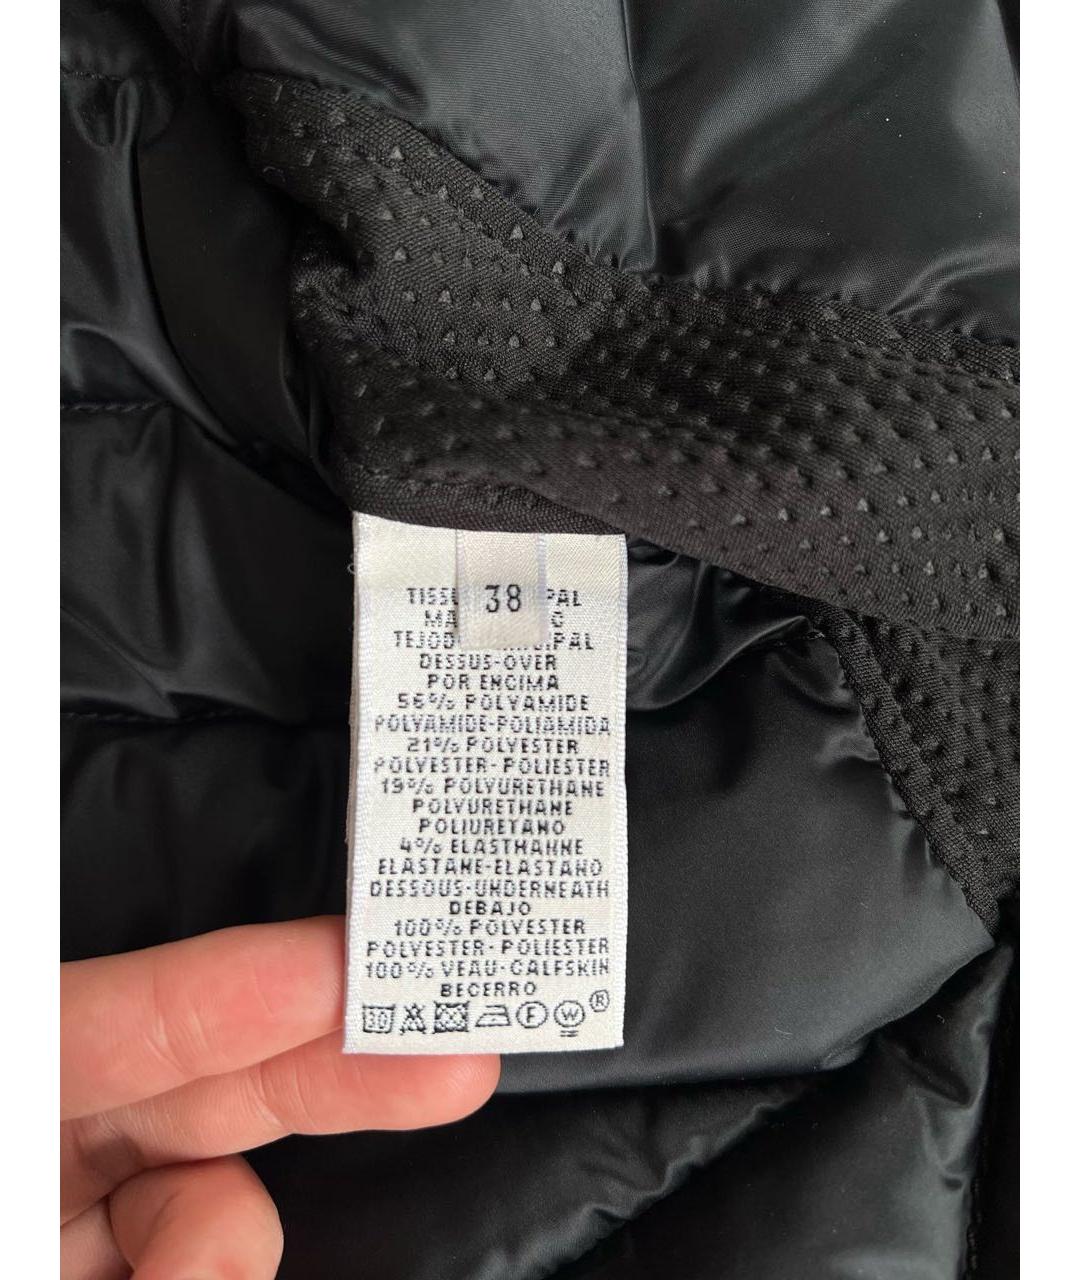 38
DESSUS-OVER
POR ENCIMA
56% POLYAMIDE
POLYAMIDE-POLIAMIDA
21% POLYESTER
POLYESTER-POLIESTER
19% POLYURETHANE
POLYURETHANE
POLIURETANO
4% ELASTHANNE
ELASTANE-ELASTANO
DESSOUS-UNDERNEATH
DEBAJO
100% POLYESTER
POLYESTER-POLIESTER
100% VEAU-CALFSKIN
BECERRO
30 F W ®